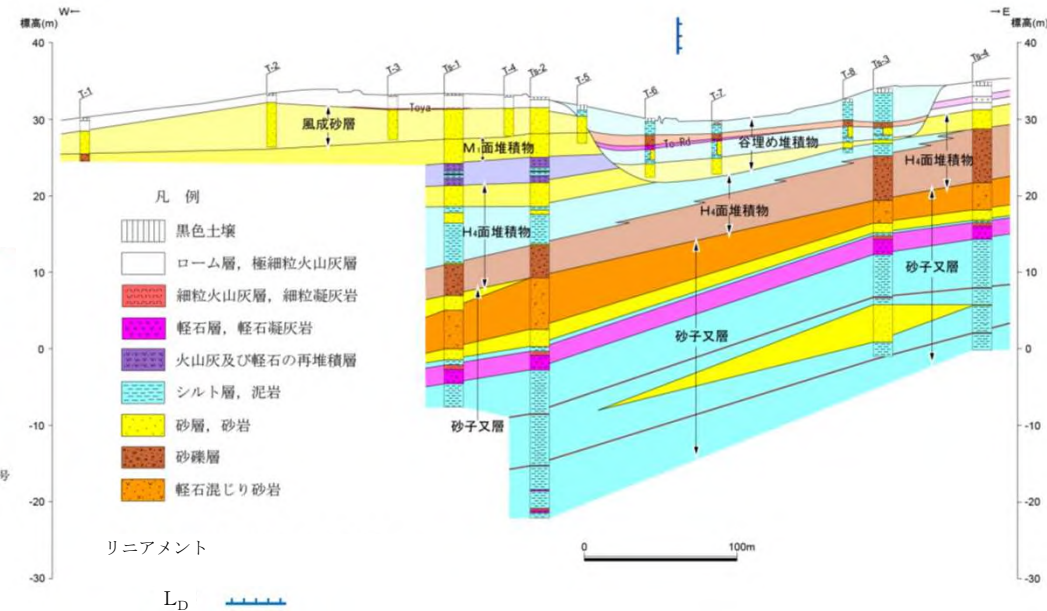 W←
→E
標高(m)
標高(m)
40
30
20
10
0
-10
-20
-30
40
30
20
10
0
-10
-20
-30
T-1
T-2
T-3
Ts-1
T-4
Ts-2
T-5
T-6
T-7
T-8
Ts-3
Ts-4
Toya
To-Rd
風成砂層
M₁面堆積物
谷埋め堆積物
H₄面堆積物
H₄面堆積物
H₄面堆積物
砂子又層
砂子又層
砂子又層
凡 例
黒色土壌
ローム層，極細粒火山灰層
細粒火山灰層，細粒凝灰岩
軽石層，軽石凝灰岩
火山灰及び軽石の再堆積層
シルト層，泥岩
砂層，砂岩
砂礫層
軽石混じり砂岩
号
リニアメント
L_D
0
100m